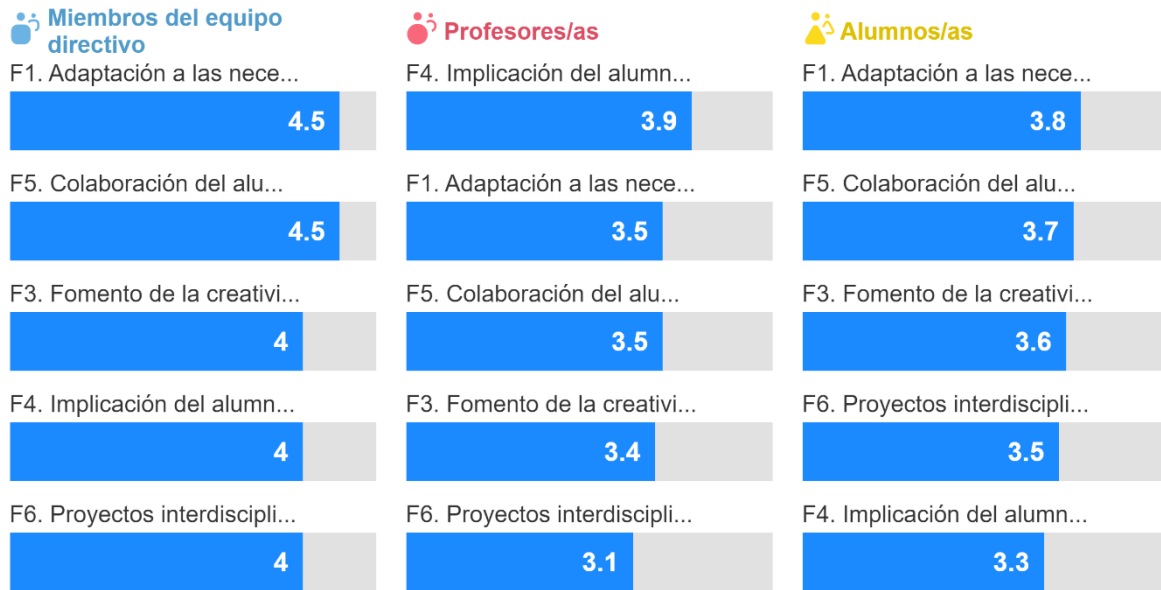 Miembros del equipo
directivo
F1. Adaptación a las nece...
4.5
F5. Colaboración del alu...
4.5
F3. Fomento de la creativi...
4
F4. Implicación del alumn...
4
F6. Proyectos interdiscipli...
4
Profesores/as
F4. Implicación del alumn...
3.9
F1. Adaptación a las nece...
3.5
F5. Colaboración del alu...
3.5
F3. Fomento de la creativi...
3.4
F6. Proyectos interdiscipli...
3.1
Alumnos/as
F1. Adaptación a las nece...
3.8
F5. Colaboración del alu...
3.7
F3. Fomento de la creativi...
3.6
F6. Proyectos interdiscipli...
3.5
F4. Implicación del alumn...
3.3